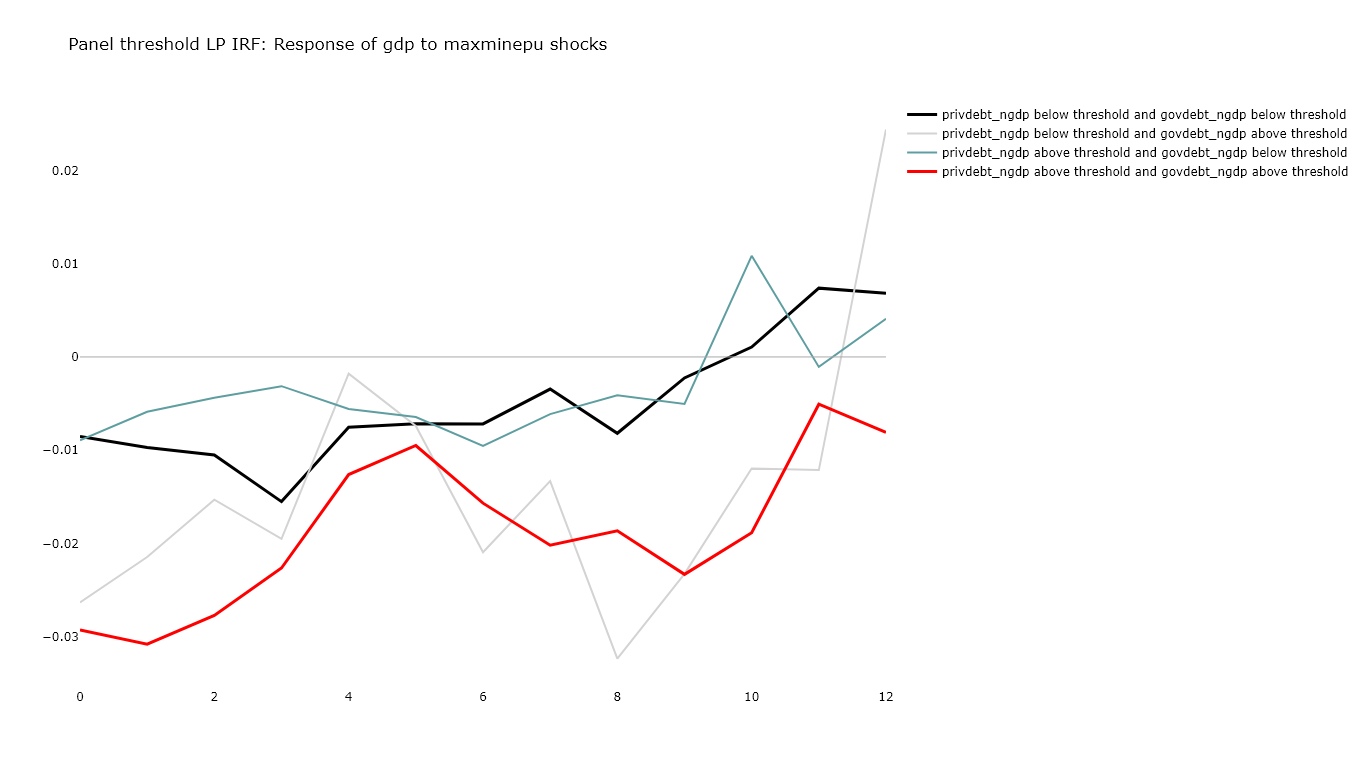 Panel threshold LP IRF: Response of gdp to maxminepu shocks
privdebt_ngdp below threshold and govdebt_ngdp below threshold
privdebt_ngdp below threshold and govdebt_ngdp above threshold
privdebt_ngdp above threshold and govdebt_ngdp below threshold
privdebt_ngdp above threshold and govdebt_ngdp above threshold
0.02
0.01
0
−0.01
−0.02
−0.03
0 2 4 6 8 10 12